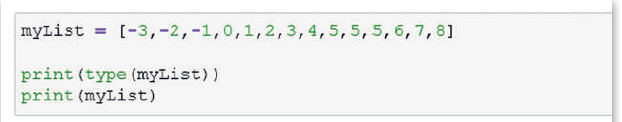 myList = [-3,-2,-1,0,1,2,3,4,5,5,5,6,7,8]
print(type(myList))
print(myList)